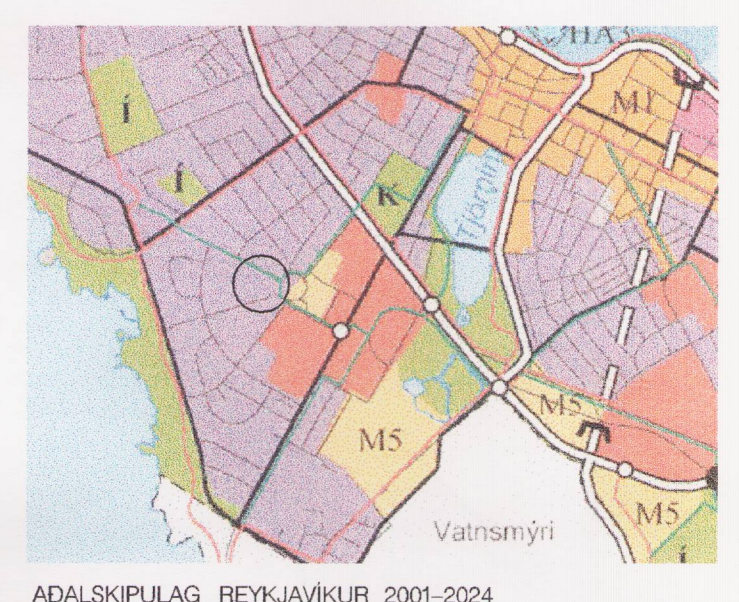 M1
Í
Í
K
Tjörnin
M5
M5
M5
Vatnsmýri
Í
AÐALSKIPULAG REYKJAVÍKUR 2001–2024